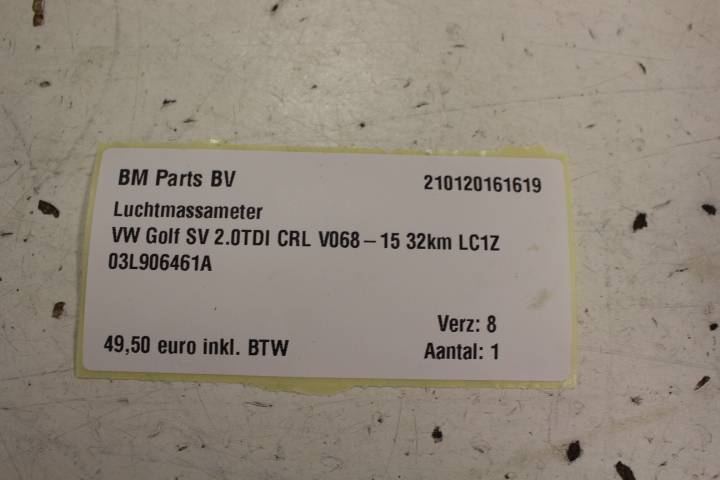 BM Parts BV 210120161619
Luchtmassameter
VW Golf SV 2.0TDI CRL V068 – 15 32km LC1Z
03L906461A
Verz: 8
49,50 euro inkl. BTW Aantal: 1